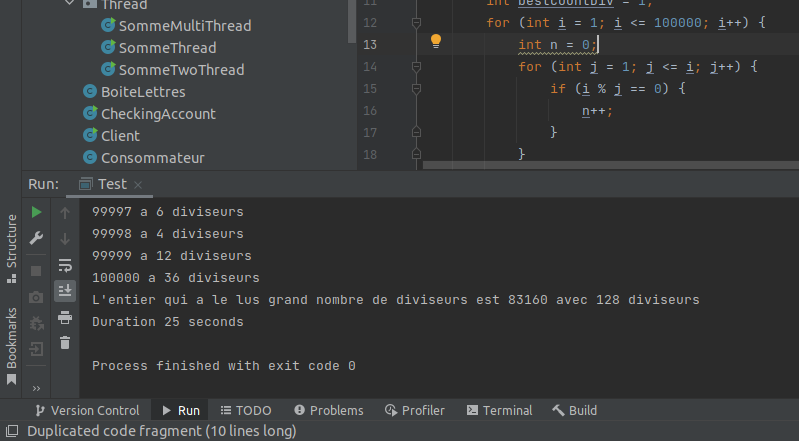 Thread
SommeMultiThread
SommeThread
SommeTwoThread
BoiteLettres
CheckingAccount
Client
Consommateur
11 int bestCountDiv = 1;
12 for (int i = 1; i <= 100000; i++) {
13 int n = 0;
14 for (int j = 1; j <= i; j++) {
15 if (i % j == 0) {
16 n++;
17 }
18 }
Run: Test ×
99997 a 6 diviseurs
99998 a 4 diviseurs
99999 a 12 diviseurs
100000 a 36 diviseurs
L'entier qui a le lus grand nombre de diviseurs est 83160 avec 128 diviseurs
Duration 25 seconds
Process finished with exit code 0
Structure
Bookmarks
Version Control Run TODO Problems Profiler Terminal Build
Duplicated code fragment (10 lines long)